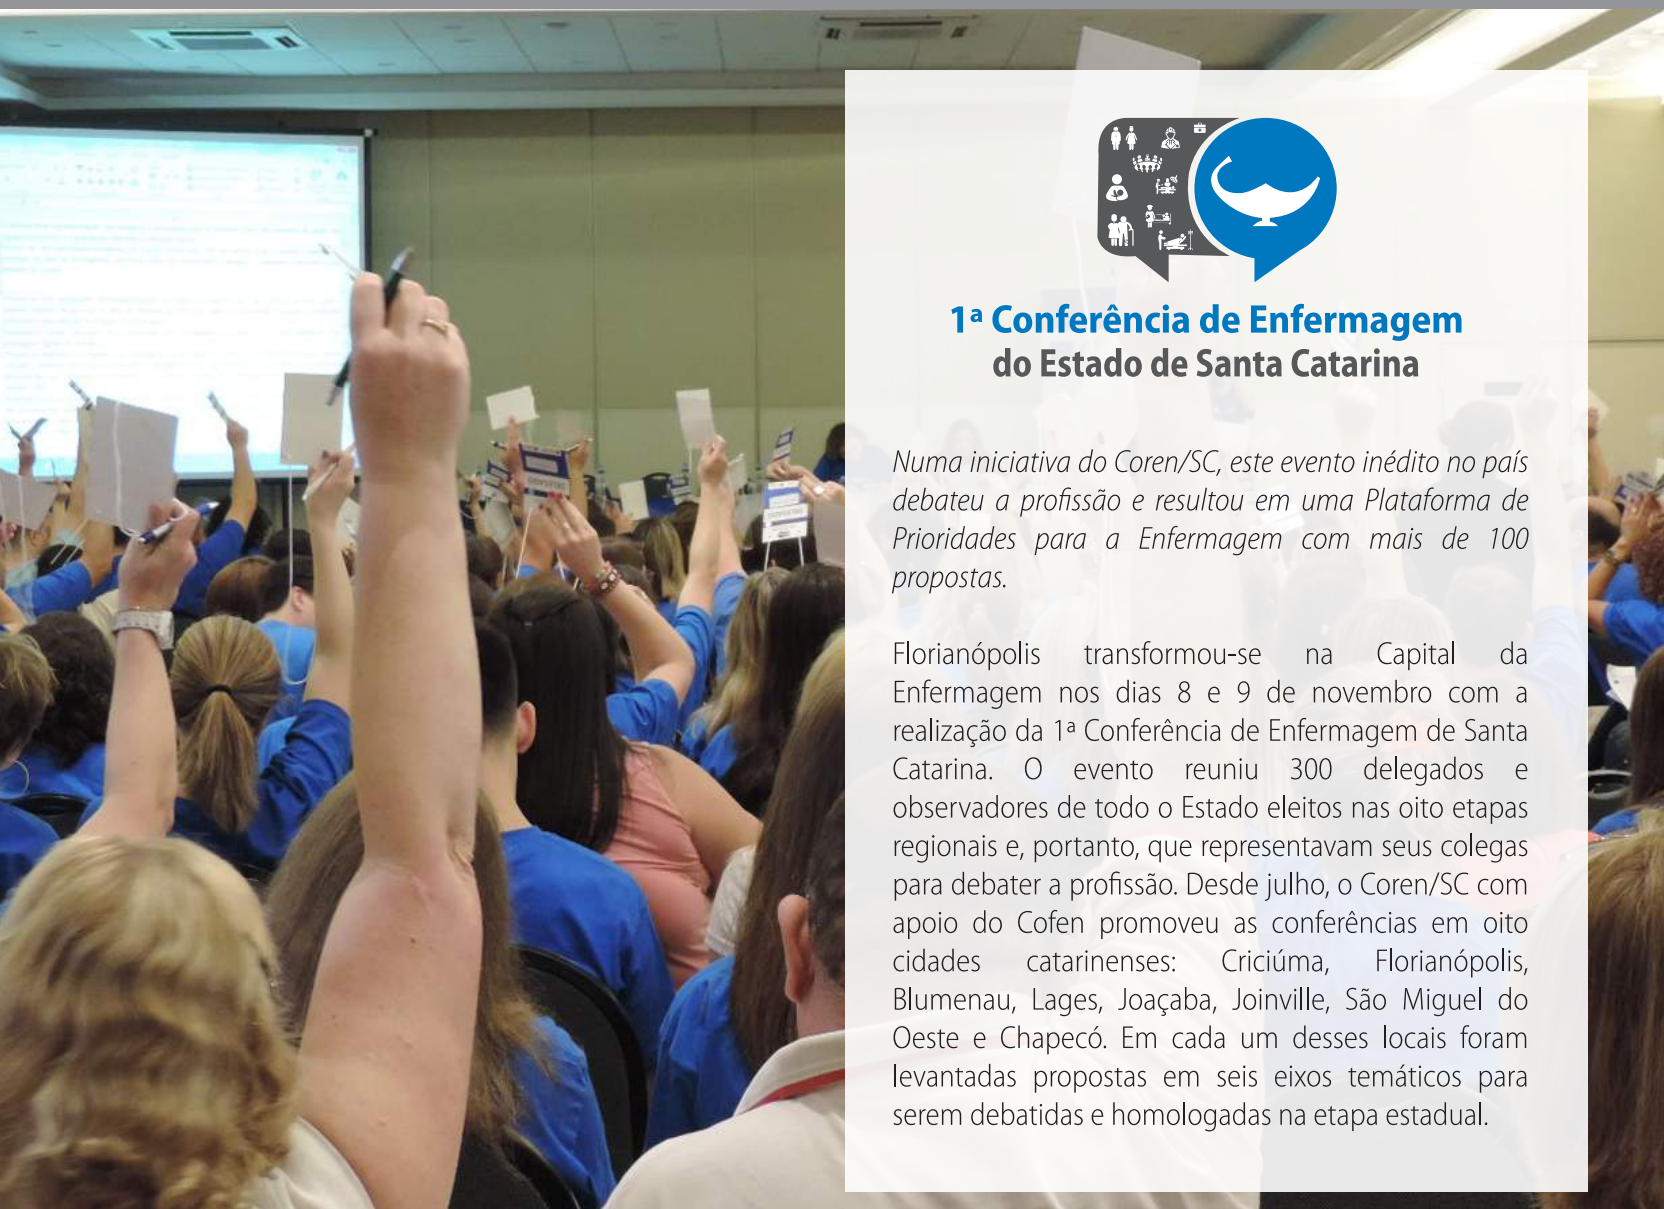 1ª Conferência de Enfermagem
do Estado de Santa Catarina
Numa iniciativa do Coren/SC, este evento inédito no país
debateu a profissão e resultou em uma Plataforma de
Prioridades para a Enfermagem com mais de 100
propostas.
Florianópolis transformou-se na Capital da
Enfermagem nos dias 8 e 9 de novembro com a
realização da 1ª Conferência de Enfermagem de Santa
Catarina. O evento reuniu 300 delegados e
observadores de todo o Estado eleitos nas oito etapas
regionais e, portanto, que representavam seus colegas
para debater a profissão. Desde julho, o Coren/SC com
apoio do Cofen promoveu as conferências em oito
cidades catarinenses: Criciúma, Florianópolis,
Blumenau, Lages, Joaçaba, Joinville, São Miguel do
Oeste e Chapecó. Em cada um desses locais foram
levantadas propostas em seis eixos temáticos para
serem debatidas e homologadas na etapa estadual.